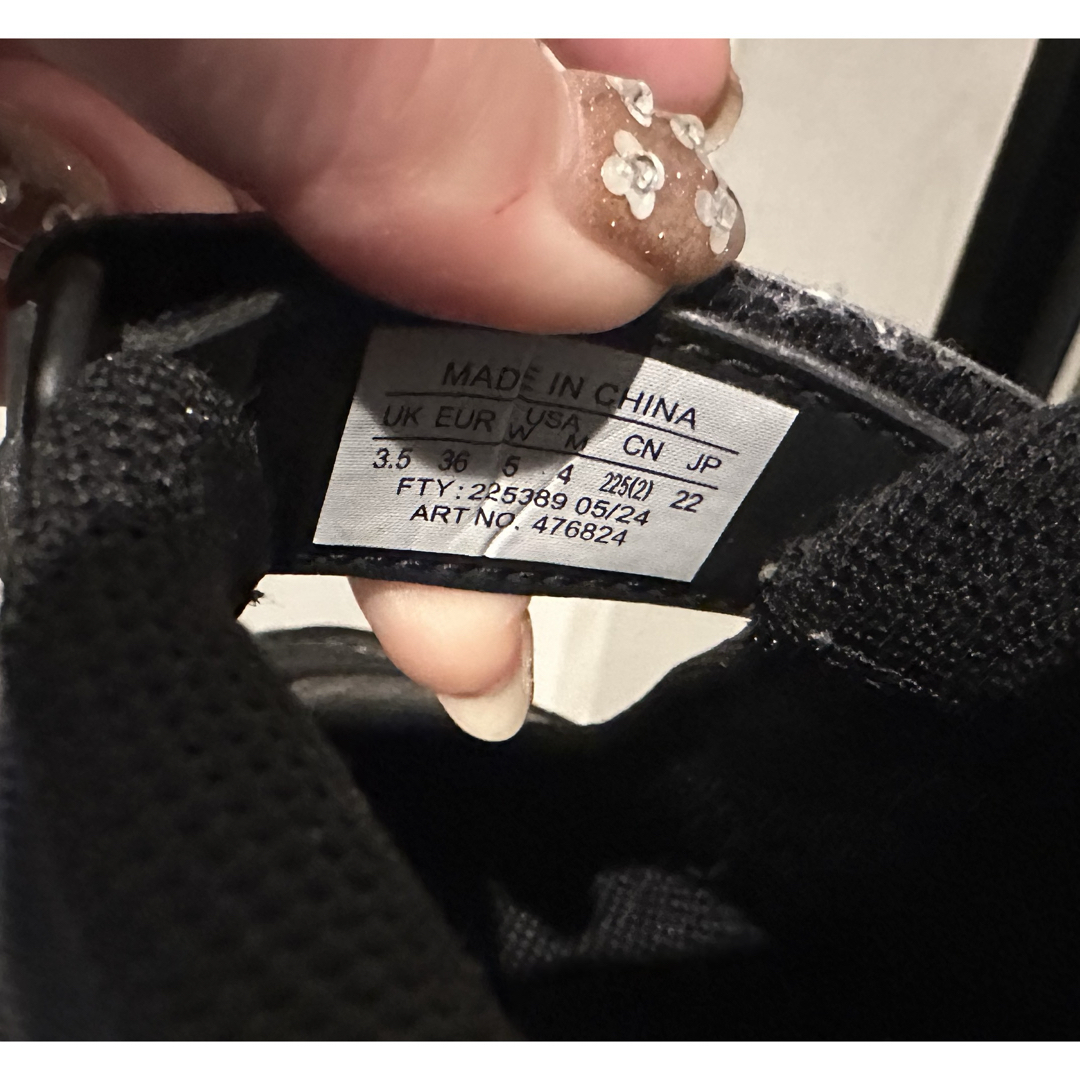 MADE IN CHINA
UK EUR USA CN JP
W M
3.5 36 5 4 225(2) 22
FTY: 225389 05/24
ART NO. 476824